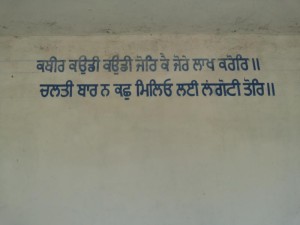 ਕਬੀਰ ਕਉਡੀ ਕਉਡੀ ਜੋਰਿ ਕੈ ਜੋਰੇ ਲਾਖ ਕਰੋਰਿ॥
ਚਲਤੀ ਬਾਰ ਨ ਕਛੁ ਮਿਲਿਓ ਲਈ ਲੰਗੋਟੀ ਤੋਰਿ॥